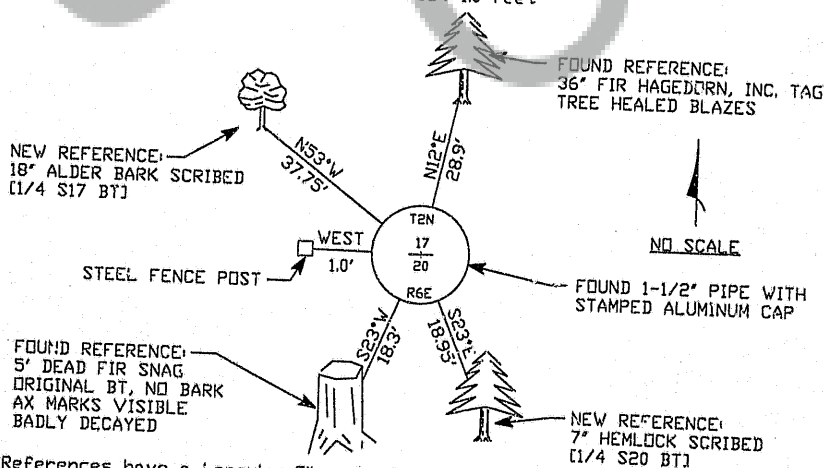 FOUND REFERENCE:
36" FIR HAGEDORN, INC. TAG
TREE HEALED BLAZES
NEW REFERENCE:
18" ALDER BARK SCRIBED
[1/4 S17 BT]
N53°W
37.75'
N12°E
28.9'
T2N
17
20
R6E
WEST
1.0'
STEEL FENCE POST
NO SCALE
FOUND 1-1/2" PIPE WITH
STAMPED ALUMINUM CAP
S23°W
18.3'
S23°E
18.95'
FOUND REFERENCE:
5' DEAD FIR SNAG
ORIGINAL BT, NO BARK
AX MARKS VISIBLE
BADLY DECAYED
NEW REFERENCE:
7" HEMLOCK SCRIBED
[1/4 S20 BT]
References have a